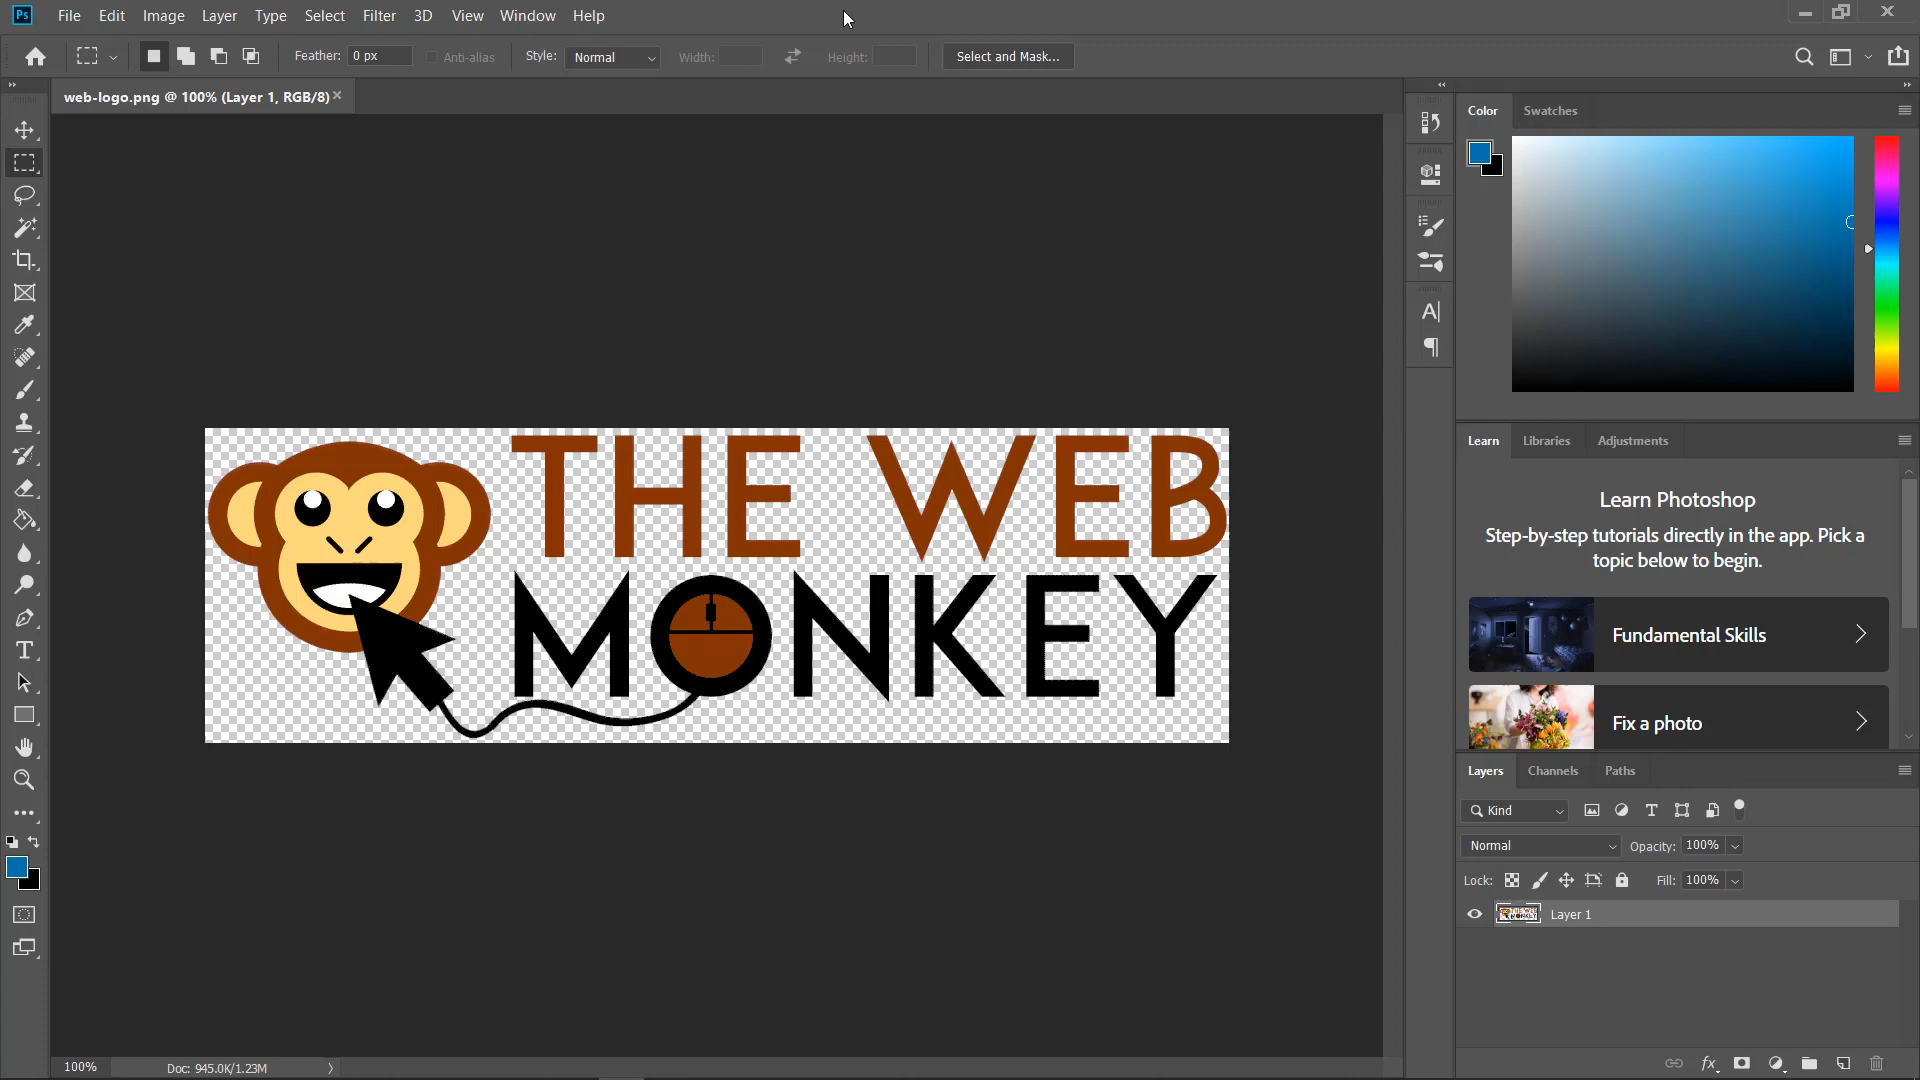 Ps File Edit Image Layer Type Select Filter 3D View Window Help
Feather: 0 px Anti-alias Style: Normal Width: Height: Select and Mask...
web-logo.png @ 100% (Layer 1, RGB/8)
THE WEB
MONKEY
100% Doc: 945.0K/1.23M
Color Swatches
Learn Libraries Adjustments
Learn Photoshop
Step-by-step tutorials directly in the app. Pick a
topic below to begin.
Fundamental Skills
Fix a photo
Layers Channels Paths
Kind
Normal Opacity: 100%
Lock: Fill: 100%
Layer 1
fx